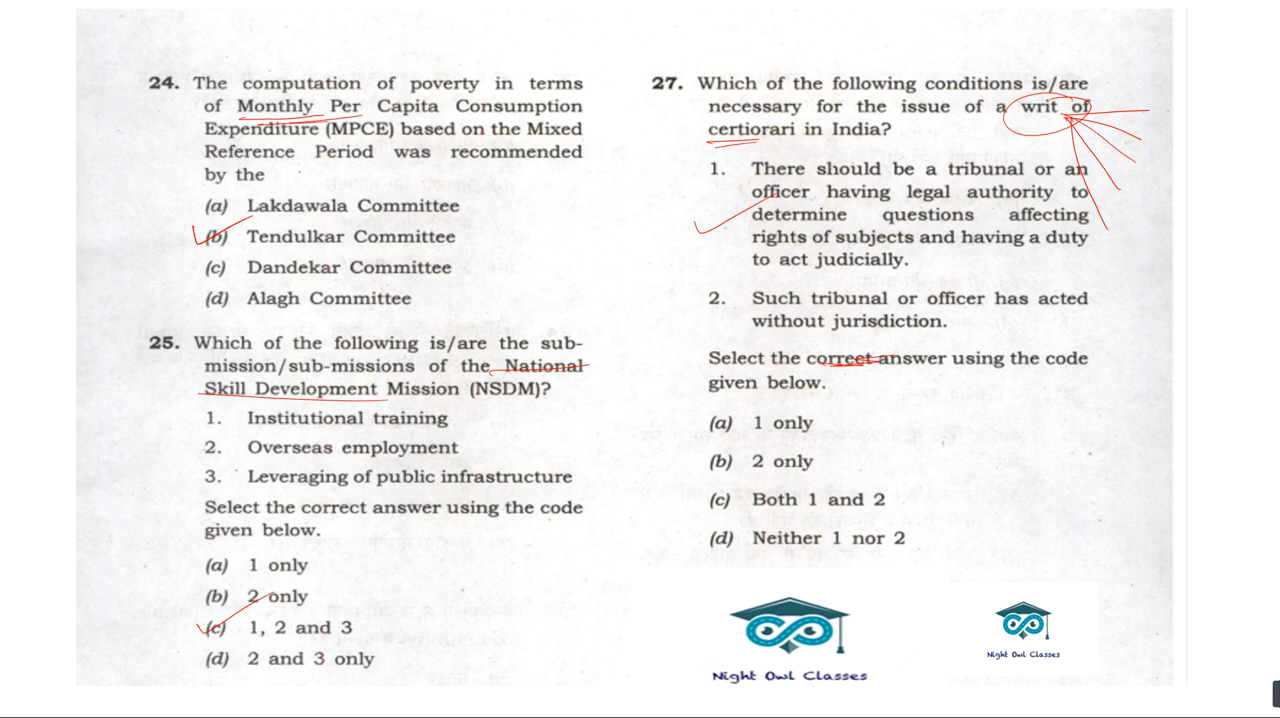 24. The computation of poverty in terms
of Monthly Per Capita Consumption
Expenditure (MPCE) based on the Mixed
Reference Period was recommended
by the
(a) Lakdawala Committee
(b) Tendulkar Committee
(c) Dandekar Committee
(d) Alagh Committee
25. Which of the following is/are the sub-
mission/sub-missions of the National
Skill Development Mission (NSDM)?
1. Institutional training
2. Overseas employment
3. Leveraging of public infrastructure
Select the correct answer using the code
given below.
(a) 1 only
(b) 2 only
(c) 1, 2 and 3
(d) 2 and 3 only
27. Which of the following conditions is/are
necessary for the issue of a writ of
certiorari in India?
1. There should be a tribunal or an
officer having legal authority to
determine questions affecting
rights of subjects and having a duty
to act judicially.
2. Such tribunal or officer has acted
without jurisdiction.
Select the correct answer using the code
given below.
(a) 1 only
(b) 2 only
(c) Both 1 and 2
(d) Neither 1 nor 2
Night Owl Classes
Night Owl Classes